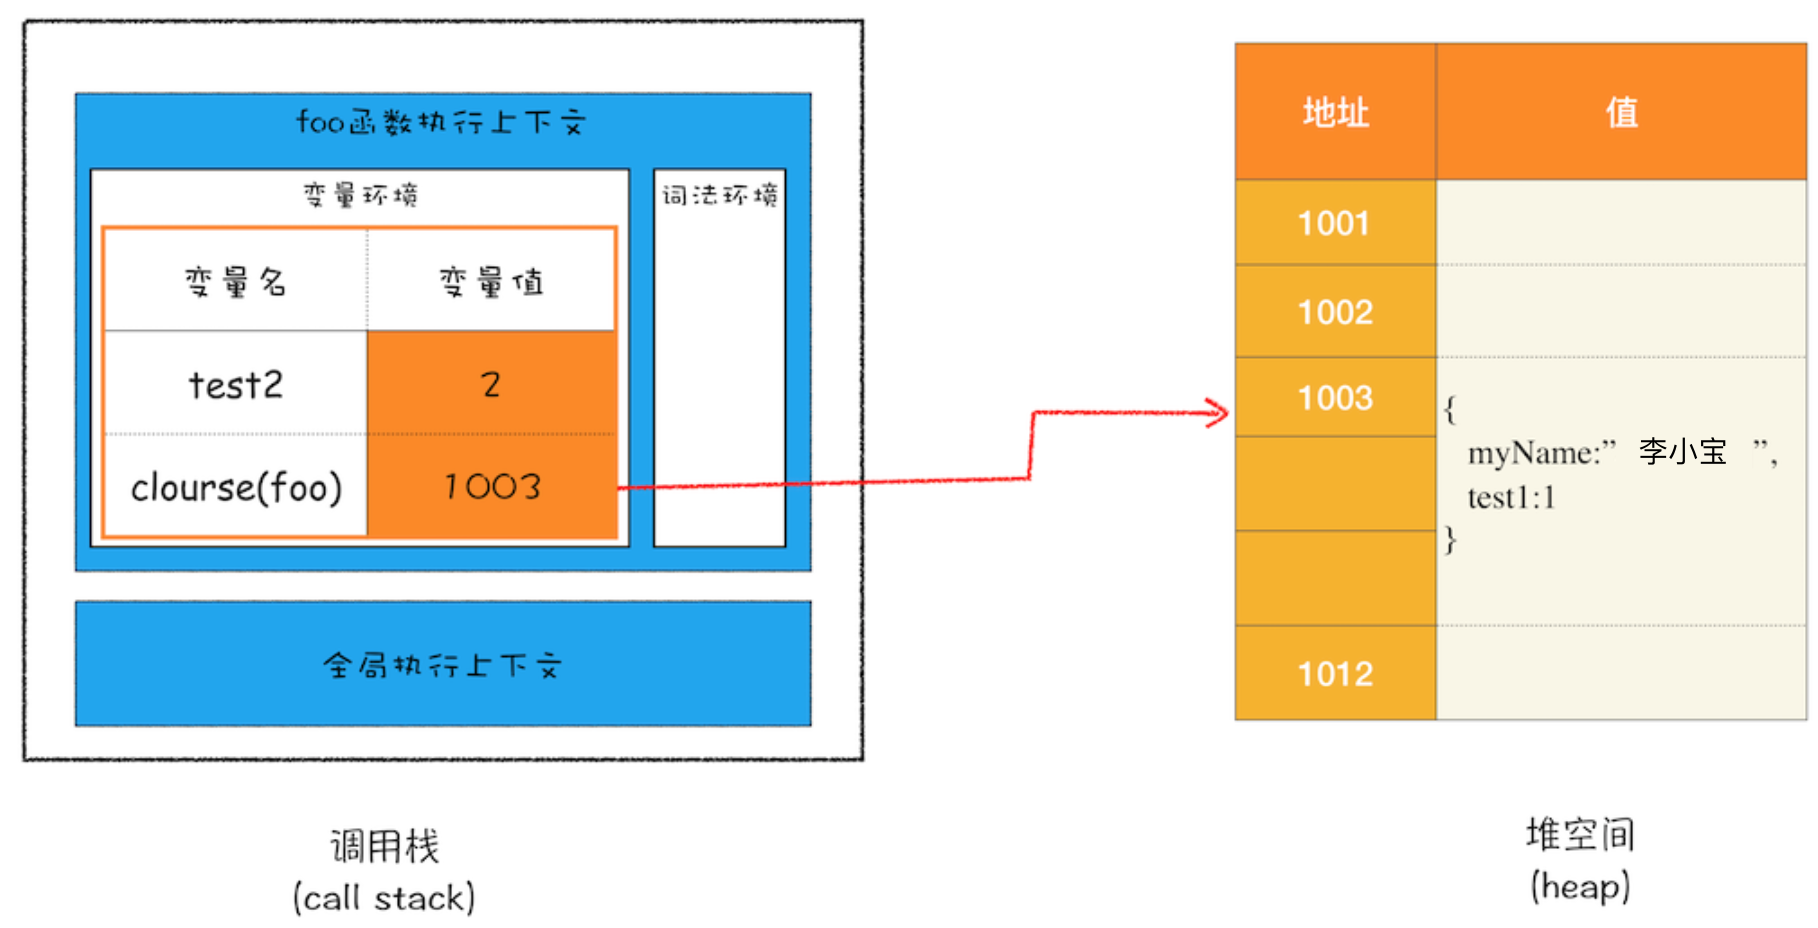 foo函数执行上下文
变量环境
词法环境
变量名 变量值
test2 2
clourse(foo) 1003
全局执行上下文
调用栈
(call stack)
地址 值
1001
1002
1003
{
myName:” 李小宝 ”,
test1:1
}
1012
堆空间
(heap)